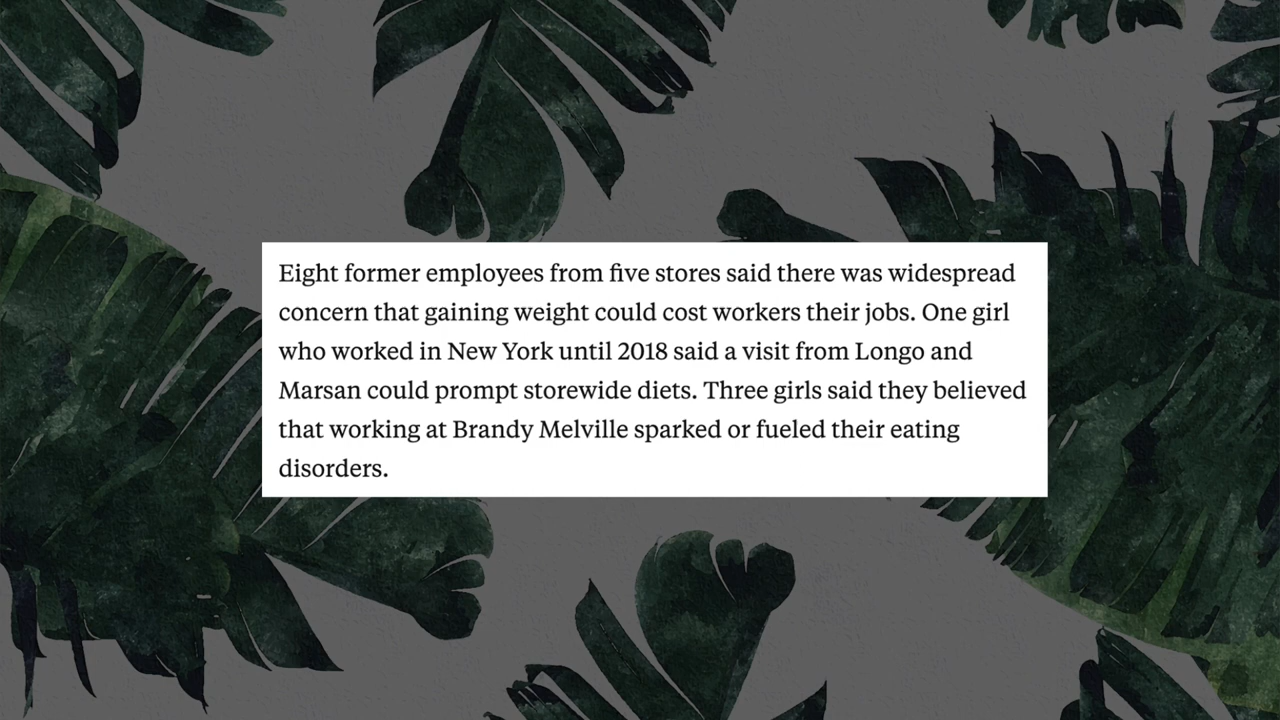 Eight former employees from five stores said there was widespread
concern that gaining weight could cost workers their jobs. One girl
who worked in New York until 2018 said a visit from Longo and
Marsan could prompt storewide diets. Three girls said they believed
that working at Brandy Melville sparked or fueled their eating
disorders.